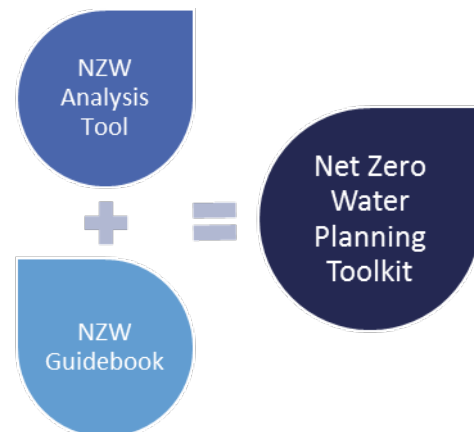 NZW
Analysis
Tool
+
=
Net Zero
Water
Planning
Toolkit
NZW
Guidebook